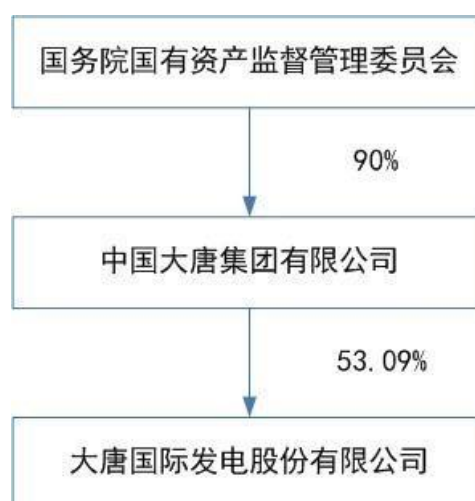 国务院国有资产监督管理委员会
90%
中国大唐集团有限公司
53.09%
大唐国际发电股份有限公司